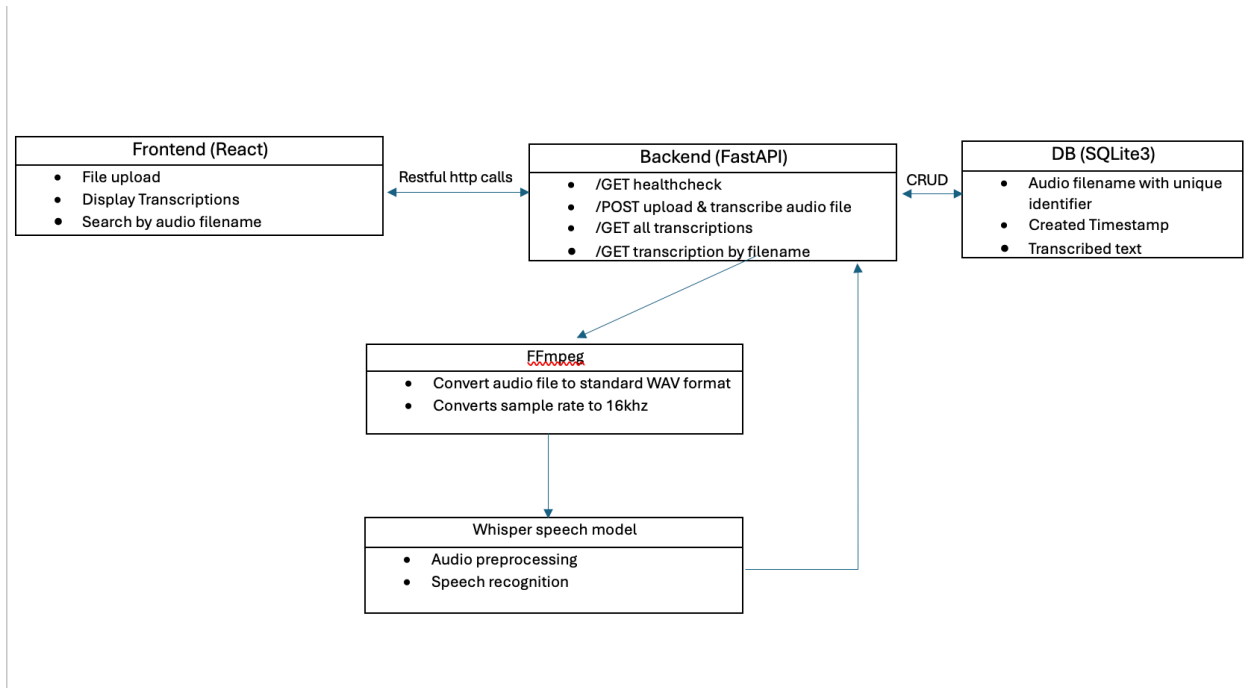 Frontend (React)
• File upload
• Display Transcriptions
• Search by audio filename
Restful http calls
Backend (FastAPI)
• /GET healthcheck
• /POST upload & transcribe audio file
• /GET all transcriptions
• /GET transcription by filename
CRUD
DB (SQLite3)
• Audio filename with unique
identifier
• Created Timestamp
• Transcribed text
FFmpeg
• Convert audio file to standard WAV format
• Converts sample rate to 16khz
Whisper speech model
• Audio preprocessing
• Speech recognition